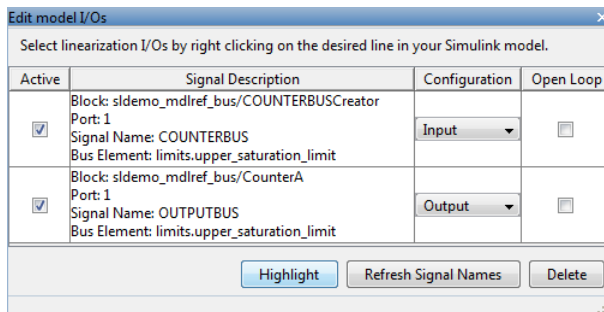 Edit model I/Os
Select linearization I/Os by right clicking on the desired line in your Simulink model.
Active Signal Description Configuration Open Loop
Block: sldemo_mdlref_bus/COUNTERBUSCreator
Port: 1
Signal Name: COUNTERBUS
Bus Element: limits.upper_saturation_limit
Input
Block: sldemo_mdlref_bus/CounterA
Port: 1
Signal Name: OUTPUTBUS
Bus Element: limits.upper_saturation_limit
Output
Highlight Refresh Signal Names Delete